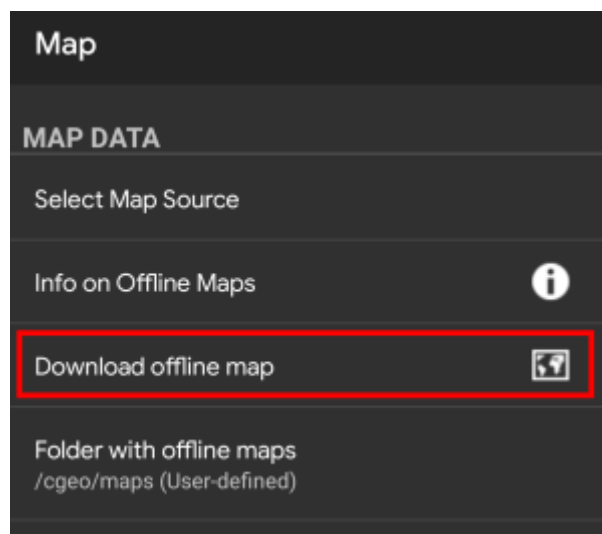 Map
MAP DATA
Select Map Source
Info on Offline Maps
Download offline map
Folder with offline maps
/cgeo/maps (User-defined)